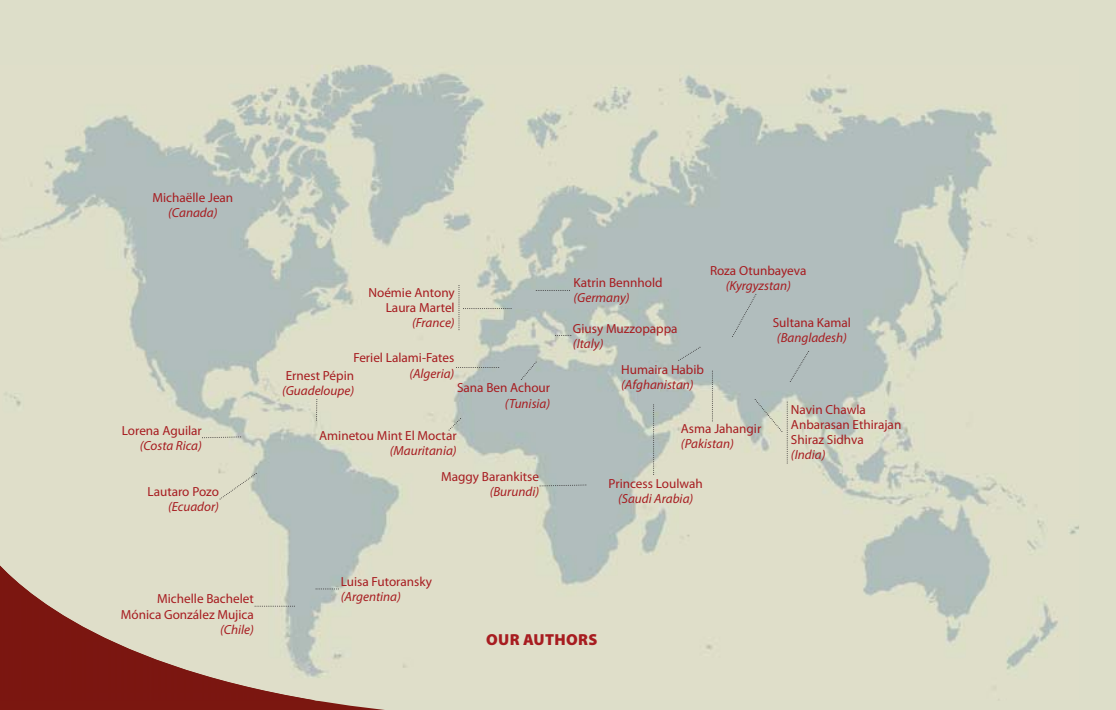 Michaëlle Jean
(Canada)
Noémie Antony
Laura Martel
(France)
Katrin Bennhold
(Germany)
Roza Otunbayeva
(Kyrgyzstan)
Giusy Muzzopappa
(Italy)
Sultana Kamal
(Bangladesh)
Feriel Lalami-Fates
(Algeria)
Ernest Pépin
(Guadeloupe)
Sana Ben Achour
(Tunisia)
Humaira Habib
(Afghanistan)
Lorena Aguilar
(Costa Rica)
Aminetou Mint El Moctar
(Mauritania)
Asma Jahangir
(Pakistan)
Navin Chawla
Anbarasan Ethirajan
Shiraz Sidhva
(India)
Lautaro Pozo
(Ecuador)
Maggy Barankitse
(Burundi)
Princess Loulwah
(Saudi Arabia)
Luisa Futoransky
(Argentina)
Michelle Bachelet
Mónica González Mujica
(Chile)
OUR AUTHORS